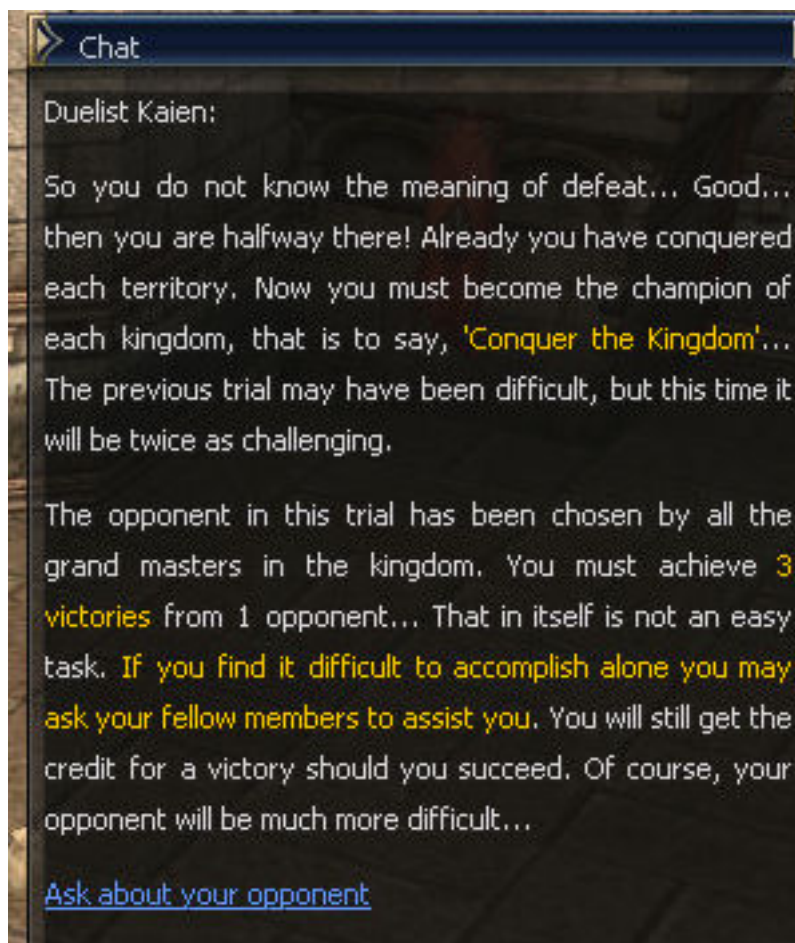 Chat
Duelist Kaien:
So you do not know the meaning of defeat... Good...
then you are halfway there! Already you have conquered
each territory. Now you must become the champion of
each kingdom, that is to say, 'Conquer the Kingdom'...
The previous trial may have been difficult, but this time it
will be twice as challenging.
The opponent in this trial has been chosen by all the
grand masters in the kingdom. You must achieve 3
victories from 1 opponent... That in itself is not an easy
task. If you find it difficult to accomplish alone you may
ask your fellow members to assist you. You will still get the
credit for a victory should you succeed. Of course, your
opponent will be much more difficult...
Ask about your opponent